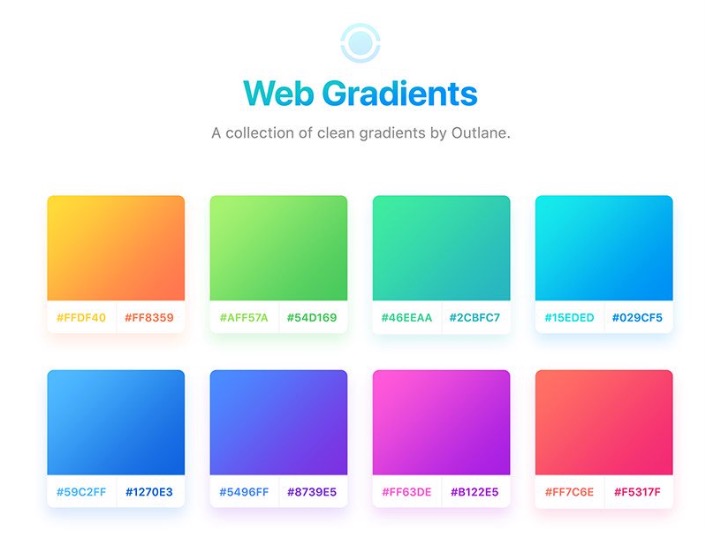 Web Gradients
A collection of clean gradients by Outlane.
#FFDF40 #FF8359
#AFF57A #54D169
#46EEAA #2CBFC7
#15EDED #029CF5
#59C2FF #1270E3
#5496FF #8739E5
#FF63DE #B122E5
#FF7C6E #F5317F